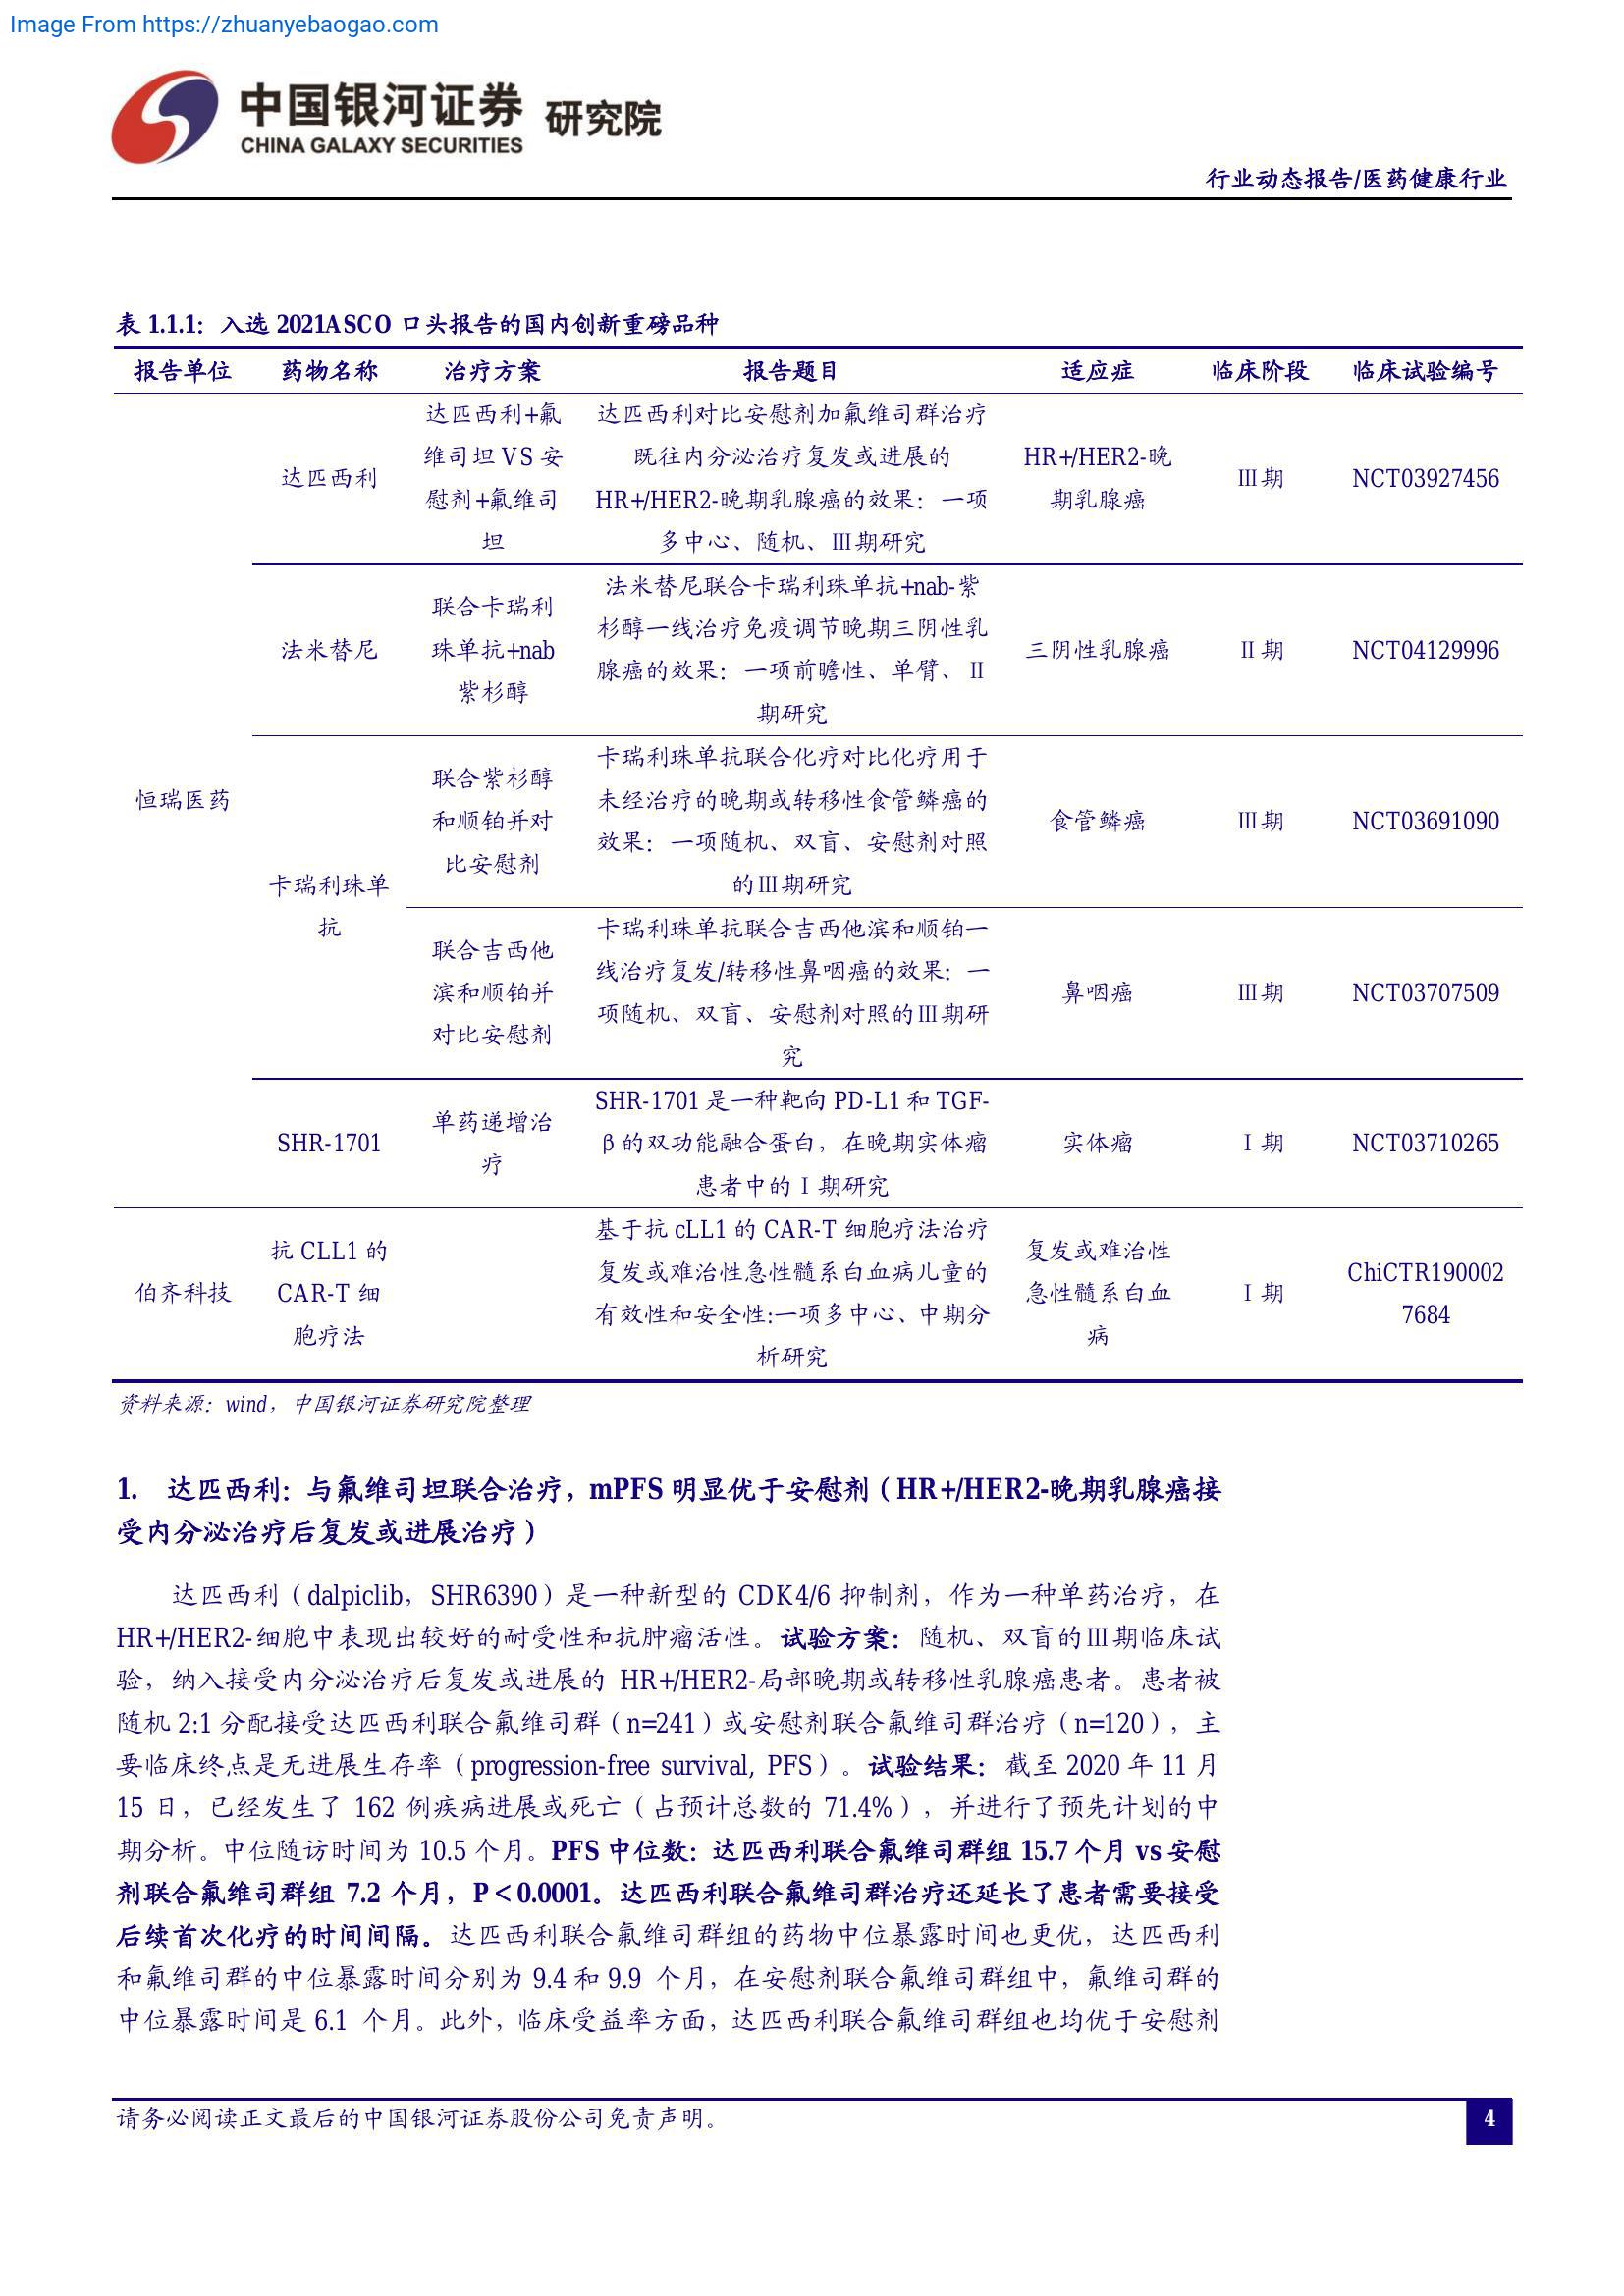 Image From https://zhuanyebaogao.com
中国银河证券 研究院
CHINA GALAXY SECURITIES
行业动态报告/医药健康行业
表 1.1.1：入选 2021ASCO 口头报告的国内创新重磅品种
报告单位 药物名称 治疗方案 报告题目 适应症 临床阶段 临床试验编号
恒瑞医药
达匹西利
达匹西利+氟
维司坦 VS 安
慰剂+氟维司
坦
达匹西利对比安慰剂加氟维司群治疗
既往内分泌治疗复发或进展的
HR+/HER2-晚期乳腺癌的效果：一项
多中心、随机、Ⅲ期研究
HR+/HER2-晚
期乳腺癌
Ⅲ期
NCT03927456
法米替尼
联合卡瑞利
珠单抗+nab
紫杉醇
法米替尼联合卡瑞利珠单抗+nab-紫
杉醇一线治疗免疫调节晚期三阴性乳
腺癌的效果：一项前瞻性、单臂、Ⅱ
期研究
三阴性乳腺癌
Ⅱ期
NCT04129996
卡瑞利珠单
抗
联合紫杉醇
和顺铂并对
比安慰剂
卡瑞利珠单抗联合化疗对比化疗用于
未经治疗的晚期或转移性食管鳞癌的
效果：一项随机、双盲、安慰剂对照
的Ⅲ期研究
食管鳞癌
Ⅲ期
NCT03691090
联合吉西他
滨和顺铂并
对比安慰剂
卡瑞利珠单抗联合吉西他滨和顺铂一
线治疗复发/转移性鼻咽癌的效果：一
项随机、双盲、安慰剂对照的Ⅲ期研
究
鼻咽癌
Ⅲ期
NCT03707509
SHR-1701
单药递增治
疗
SHR-1701 是一种靶向 PD-L1 和 TGF-
β的双功能融合蛋白，在晚期实体瘤
患者中的Ⅰ期研究
实体瘤
Ⅰ期
NCT03710265
伯齐科技
抗 CLL1 的
CAR-T 细
胞疗法
基于抗 cLL1 的 CAR-T 细胞疗法治疗
复发或难治性急性髓系白血病儿童的
有效性和安全性:一项多中心、中期分
析研究
复发或难治性
急性髓系白血
病
Ⅰ期
ChiCTR190002
7684
资料来源：wind，中国银河证券研究院整理
1. 达匹西利：与氟维司坦联合治疗，mPFS 明显优于安慰剂（HR+/HER2-晚期乳腺癌接
受内分泌治疗后复发或进展治疗）
达匹西利（dalpiclib，SHR6390）是一种新型的 CDK4/6 抑制剂，作为一种单药治疗，在
HR+/HER2-细胞中表现出较好的耐受性和抗肿瘤活性。试验方案：随机、双盲的Ⅲ期临床试
验，纳入接受内分泌治疗后复发或进展的 HR+/HER2-局部晚期或转移性乳腺癌患者。患者被
随机 2:1 分配接受达匹西利联合氟维司群（n=241）或安慰剂联合氟维司群治疗（n=120），主
要临床终点是无进展生存率（progression-free survival, PFS）。试验结果：截至 2020 年 11 月
15 日，已经发生了 162 例疾病进展或死亡（占预计总数的 71.4%），并进行了预先计划的中
期分析。中位随访时间为 10.5 个月。PFS 中位数：达匹西利联合氟维司群组 15.7 个月 vs 安慰
剂联合氟维司群组 7.2 个月，P＜0.0001。达匹西利联合氟维司群治疗还延长了患者需要接受
后续首次化疗的时间间隔。达匹西利联合氟维司群组的药物中位暴露时间也更优，达匹西利
和氟维司群的中位暴露时间分别为 9.4 和 9.9 个月，在安慰剂联合氟维司群组中，氟维司群的
中位暴露时间是 6.1 个月。此外，临床受益率方面，达匹西利联合氟维司群组也均优于安慰剂
请务必阅读正文最后的中国银河证券股份公司免责声明。
4